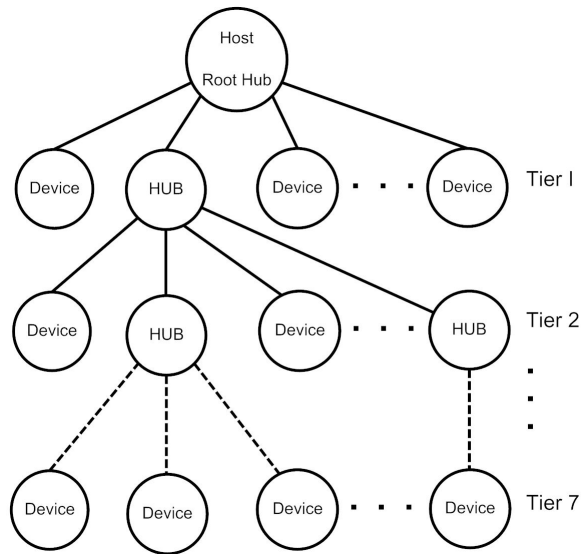 Host
Root Hub
Device HUB Device Device Tier I
Device HUB Device HUB Tier 2
Device Device Device Device Tier 7